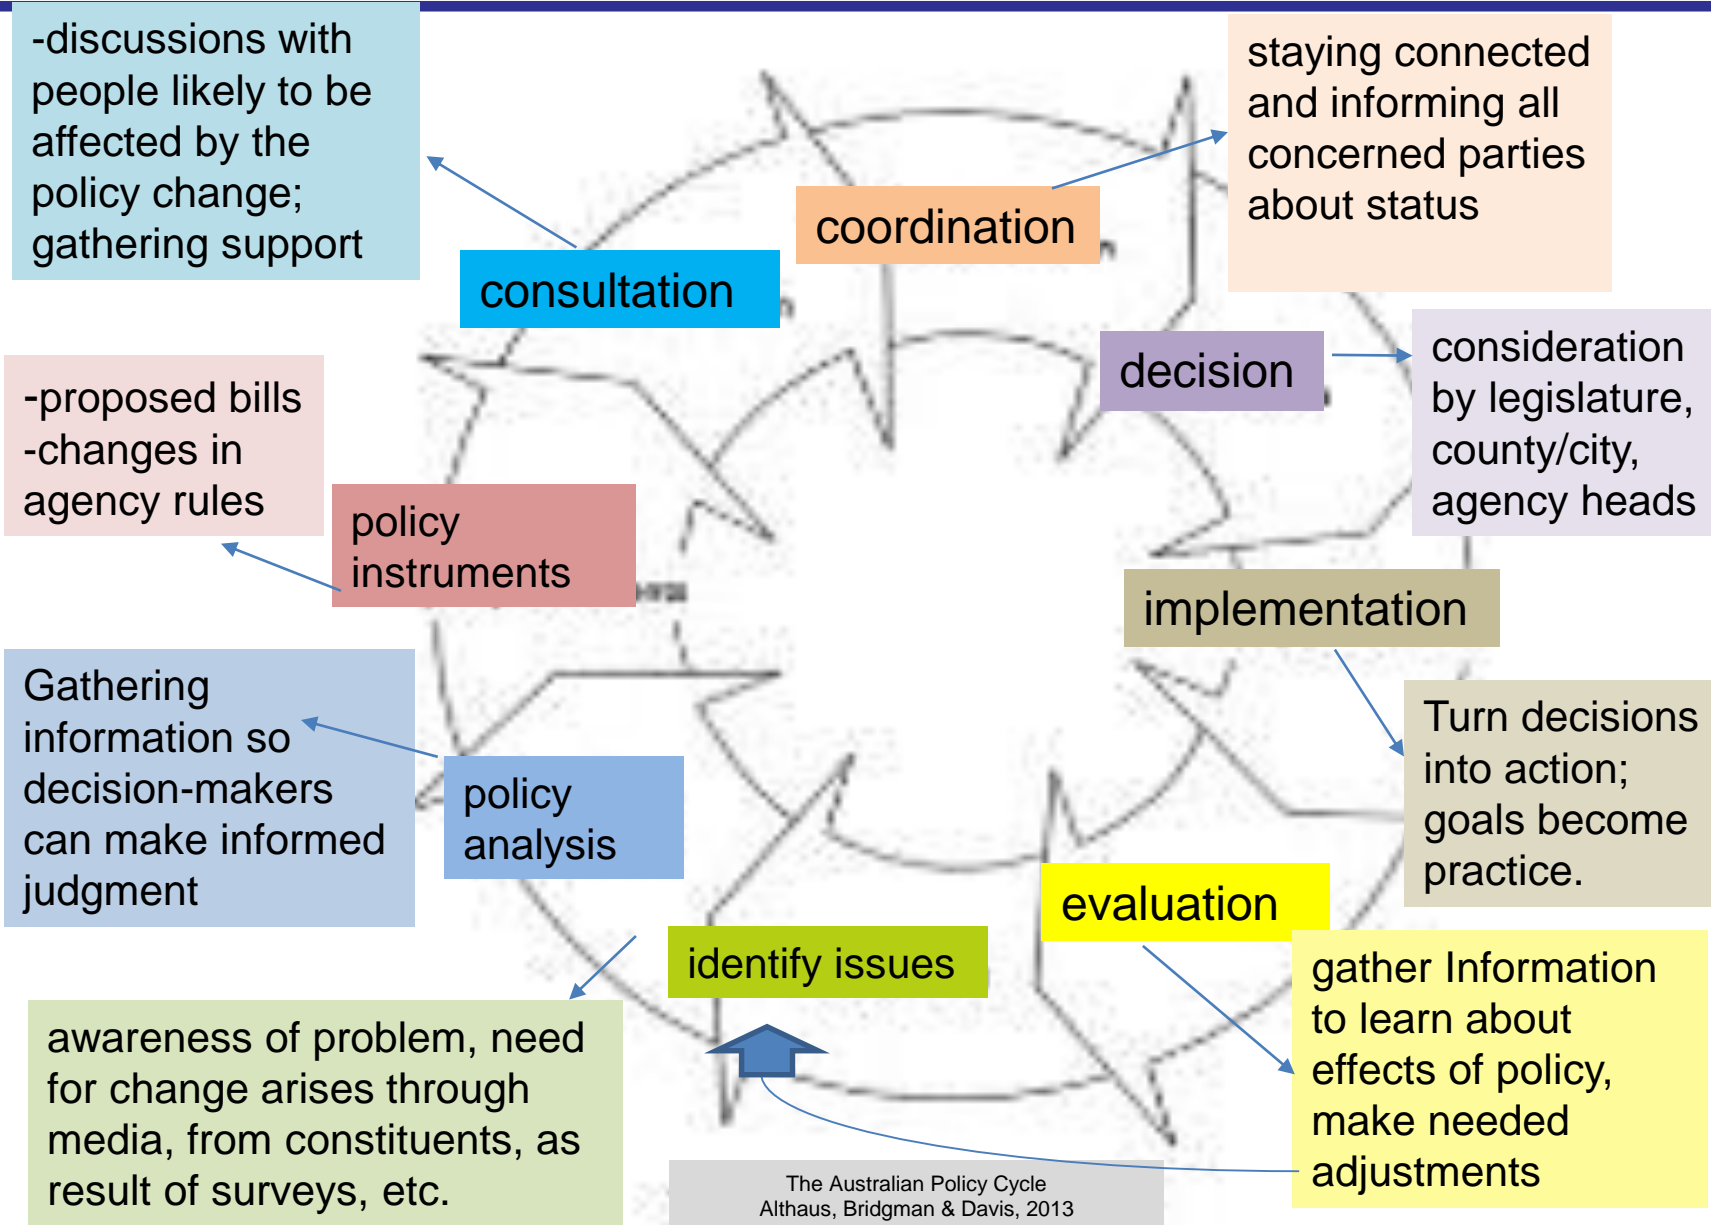 -discussions with
people likely to be
affected by the
policy change;
gathering support
staying connected
and informing all
concerned parties
about status
coordination
consultation
decision
consideration
by legislature,
county/city,
agency heads
-proposed bills
-changes in
agency rules
policy
instruments
implementation
Gathering
information so
decision-makers
can make informed
judgment
policy
analysis
Turn decisions
into action;
goals become
practice.
evaluation
identify issues
gather Information
to learn about
effects of policy,
make needed
adjustments
awareness of problem, need
for change arises through
media, from constituents, as
result of surveys, etc.
The Australian Policy Cycle
Althaus, Bridgman & Davis, 2013